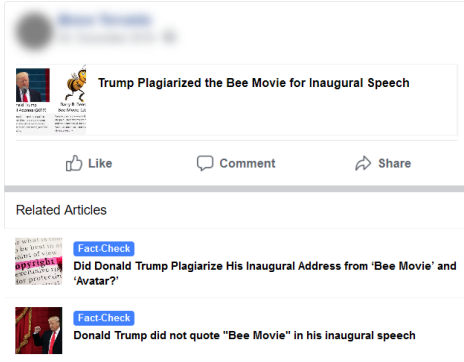 Trump Plagiarized the Bee Movie for Inaugural Speech
Like
Comment
Share
Related Articles
Fact-Check
Did Donald Trump Plagiarize His Inaugural Address from ‘Bee Movie’ and
‘Avatar?’
Fact-Check
Donald Trump did not quote "Bee Movie" in his inaugural speech